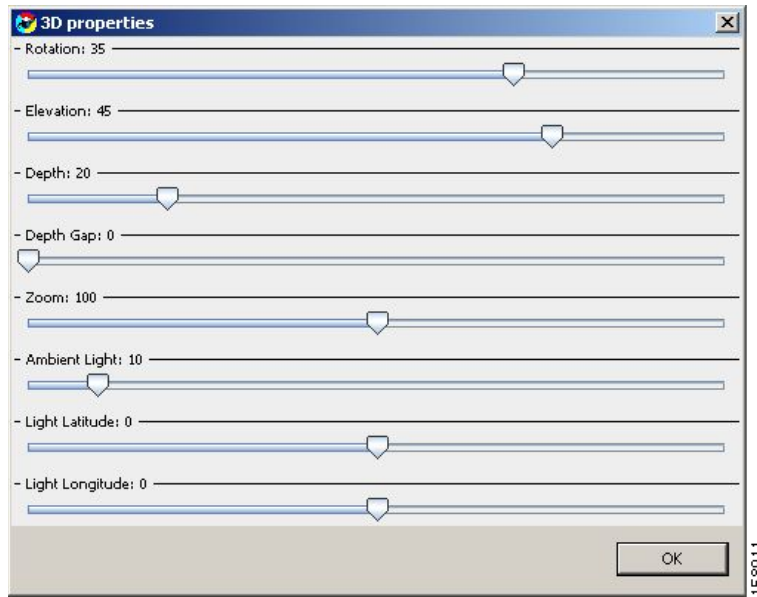 3D properties
Rotation: 35
Elevation: 45
Depth: 20
Depth Gap: 0
Zoom: 100
Ambient Light: 10
Light Latitude: 0
Light Longitude: 0
OK